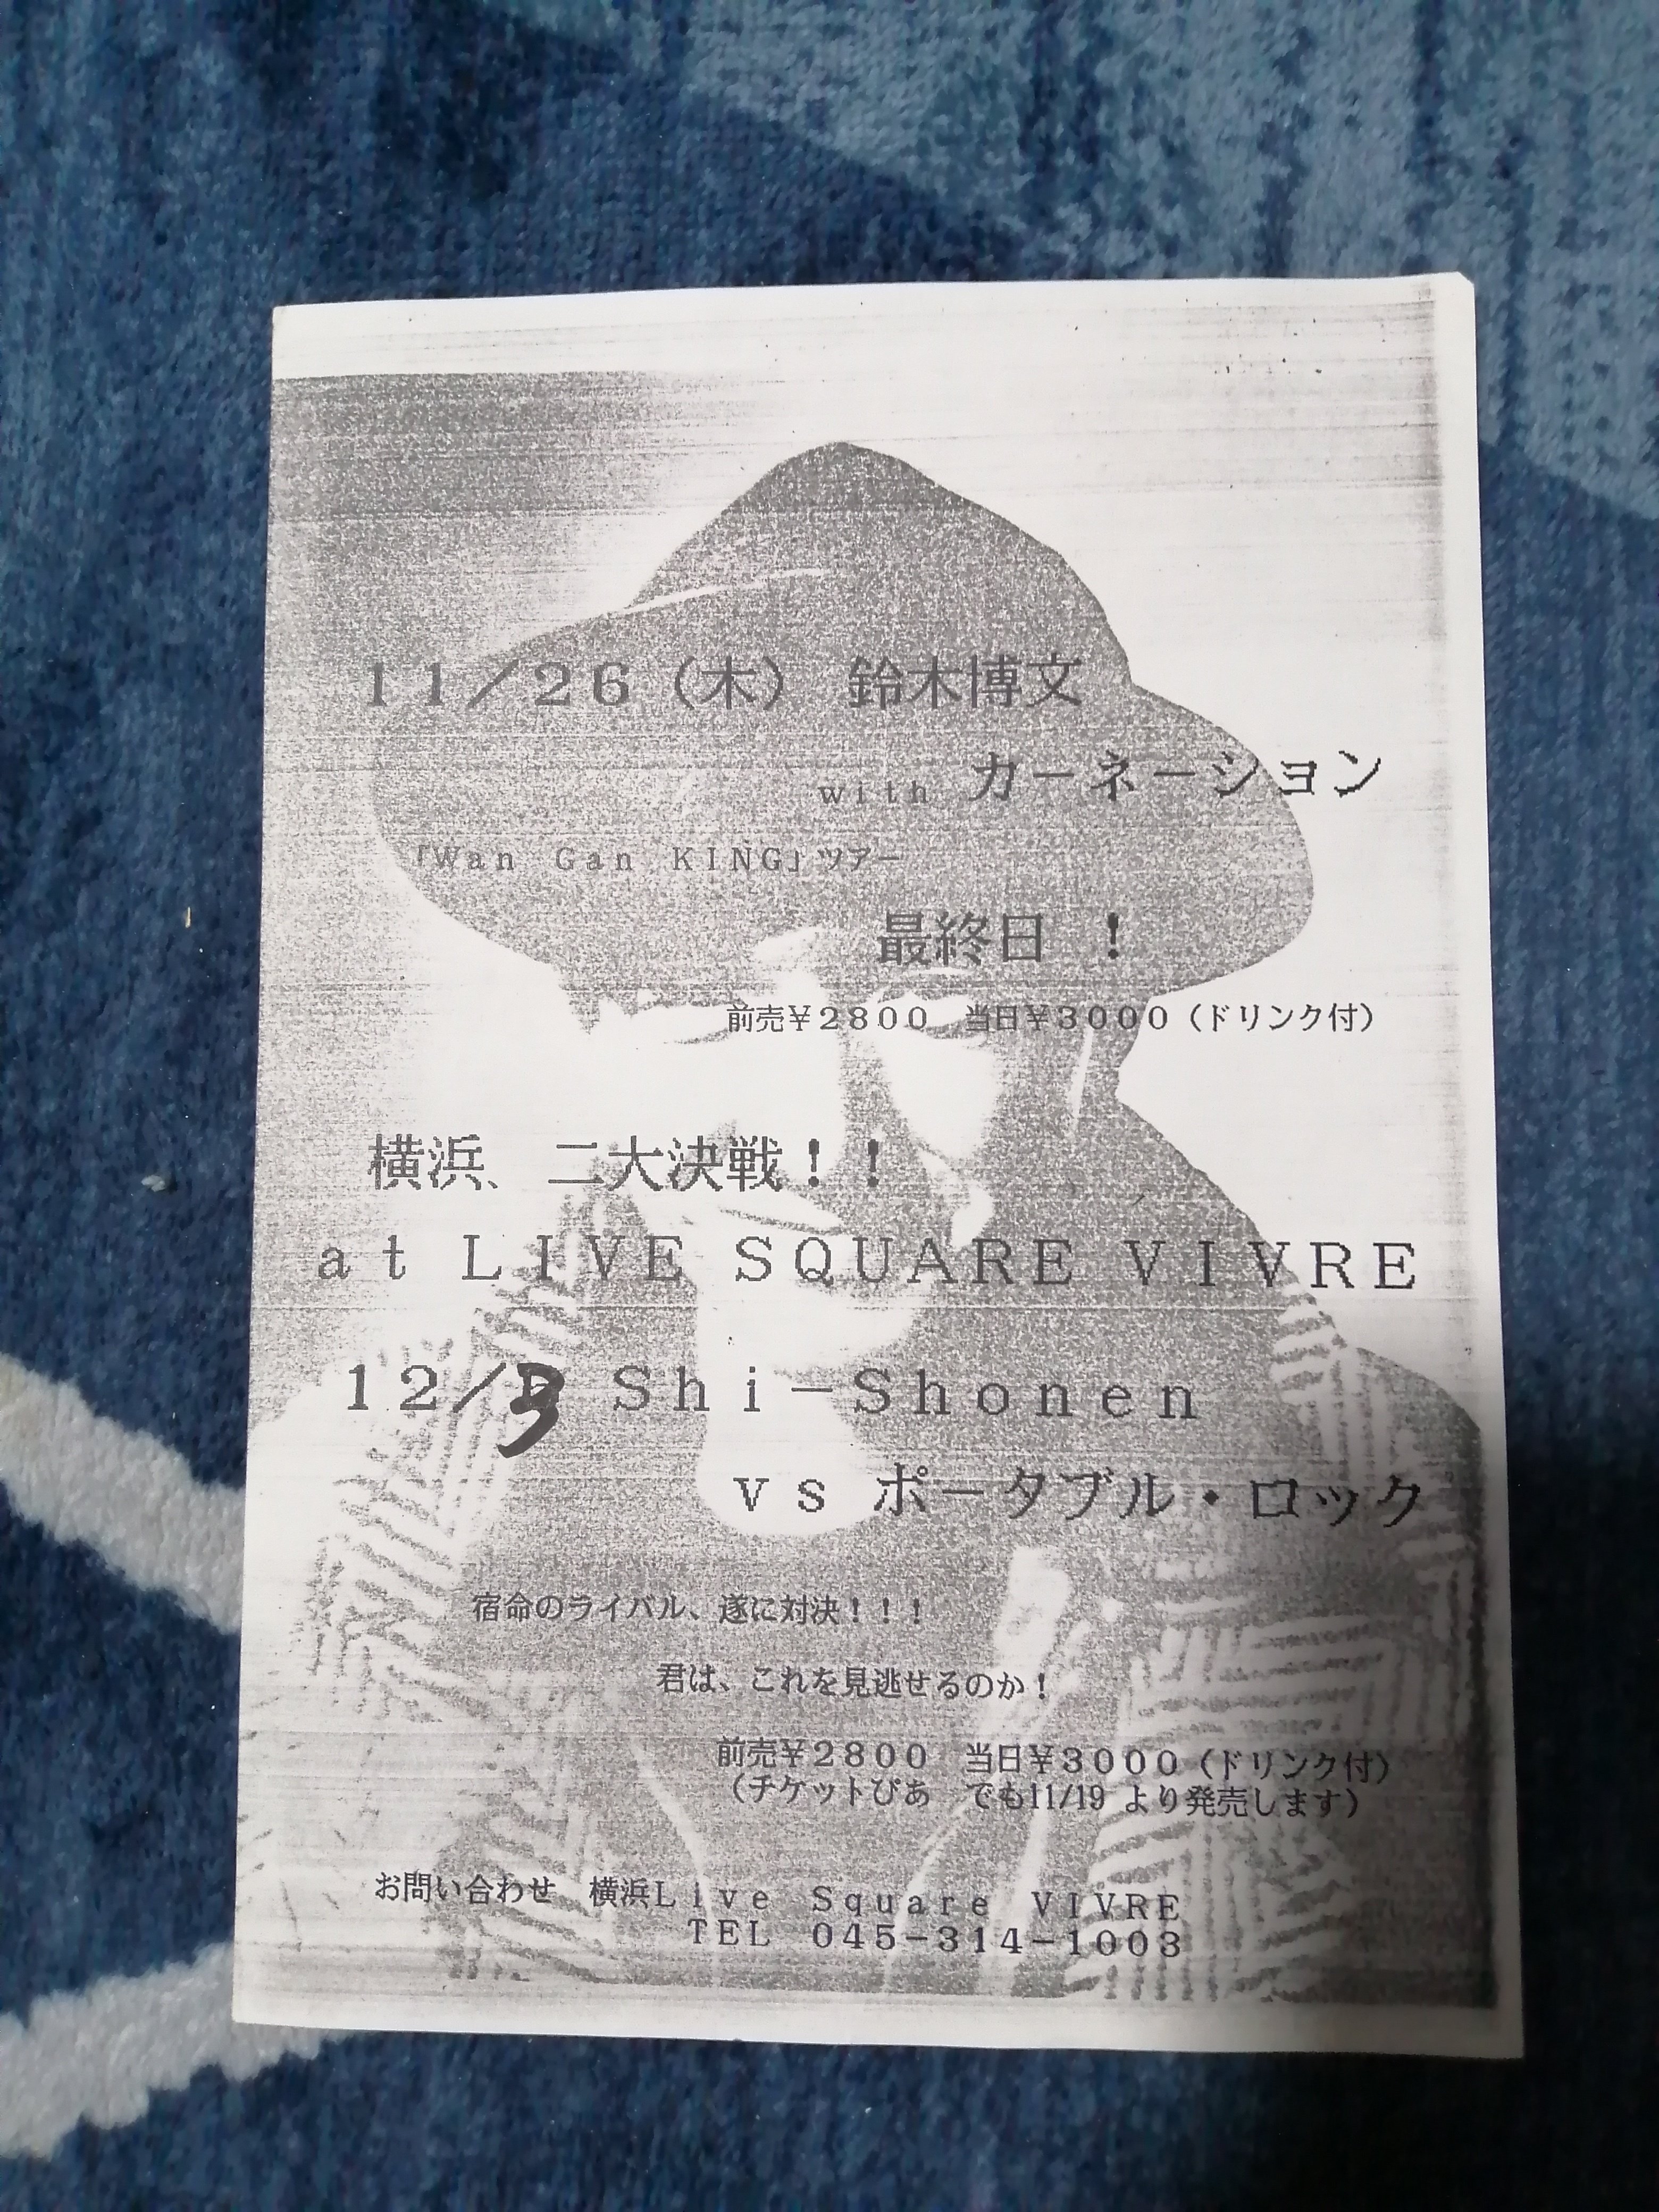 11／26（木）　鈴木博文
with カーネーション
「Wan　Gan　KING」ツアー
最終日　！
前売￥2800　当日￥3000（ドリンク付）
横浜、二大決戦！！
at LIVE SQUARE VIVRE
12／3　Shi－Shonen
vs ポータブル・ロック
宿命のライバル、遂に対決！！！
君は、これを見逃せるのか！
前売￥2800　当日￥3000（ドリンク付）
（チケットぴあ　でも11/19 より発売します）
お問い合わせ　横浜Live　Square　VIVRE
TEL　045－314－1003